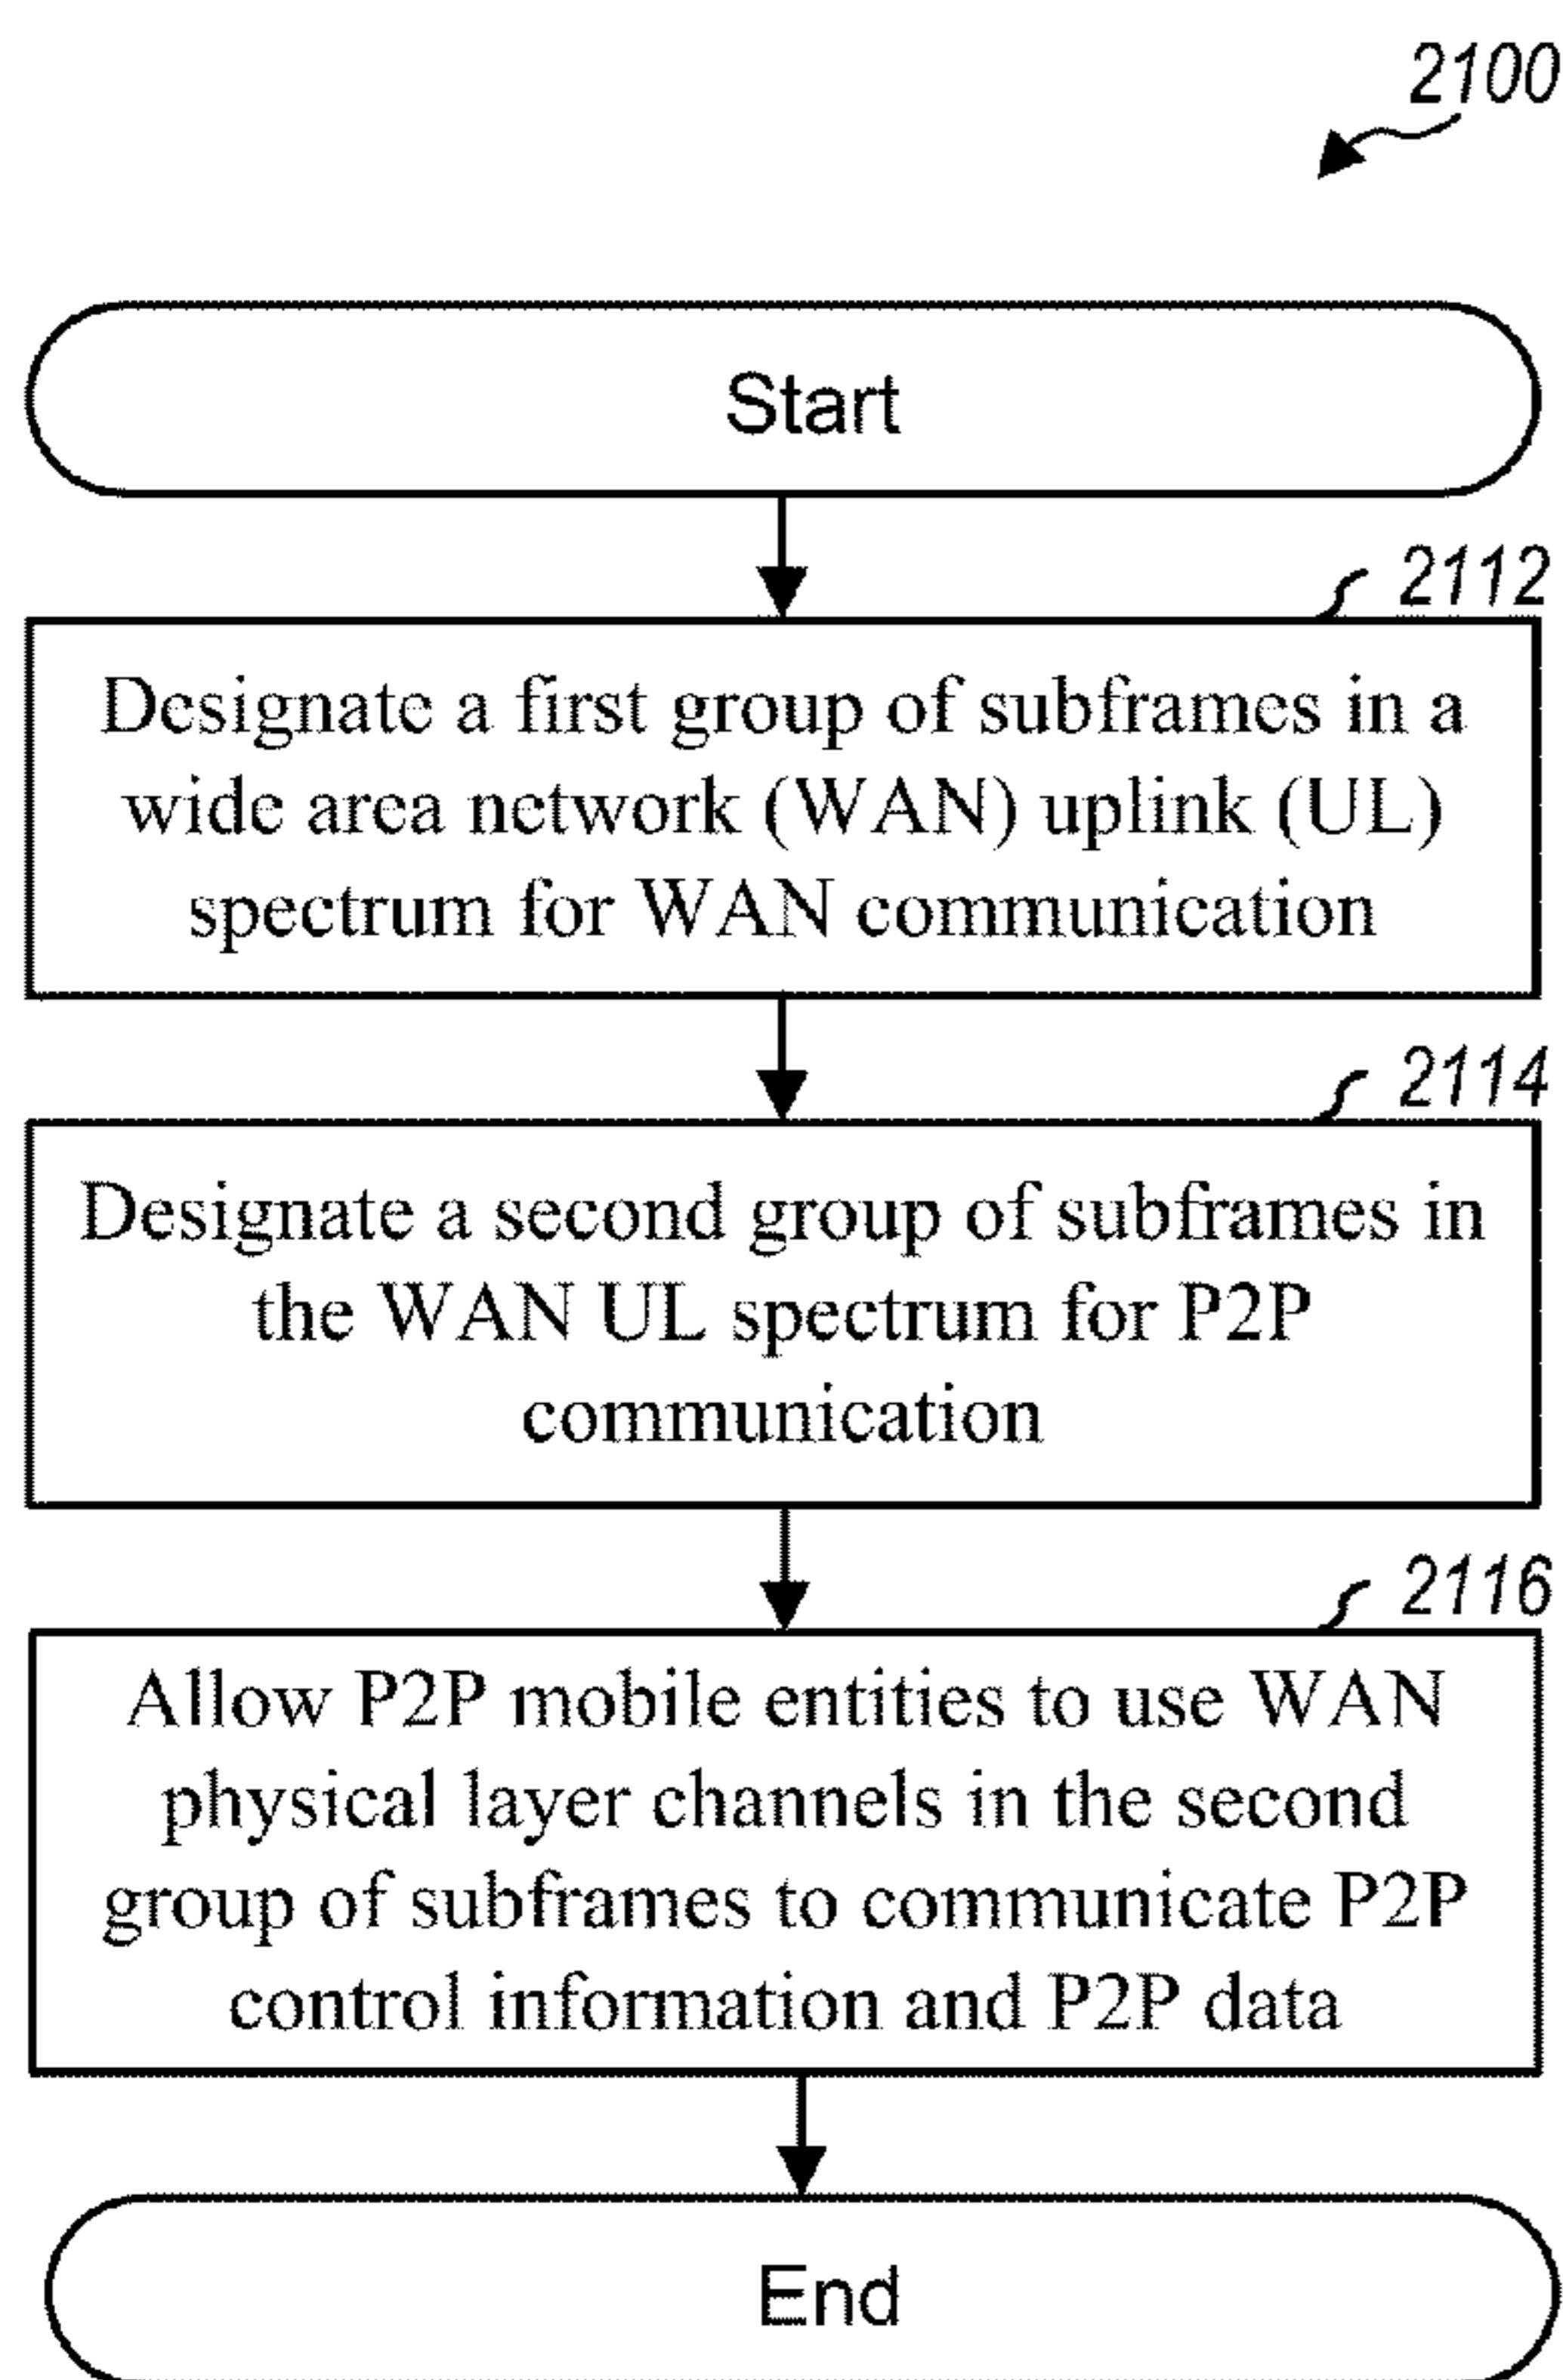 2100
Start
2112
Designate a first group of subframes in a
wide area network (WAN) uplink (UL)
spectrum for WAN communication
2114
Designate a second group of subframes in
the WAN UL spectrum for P2P
communication
2116
Allow P2P mobile entities to use WAN
physical layer channels in the second
group of subframes to communicate P2P
control information and P2P data
End